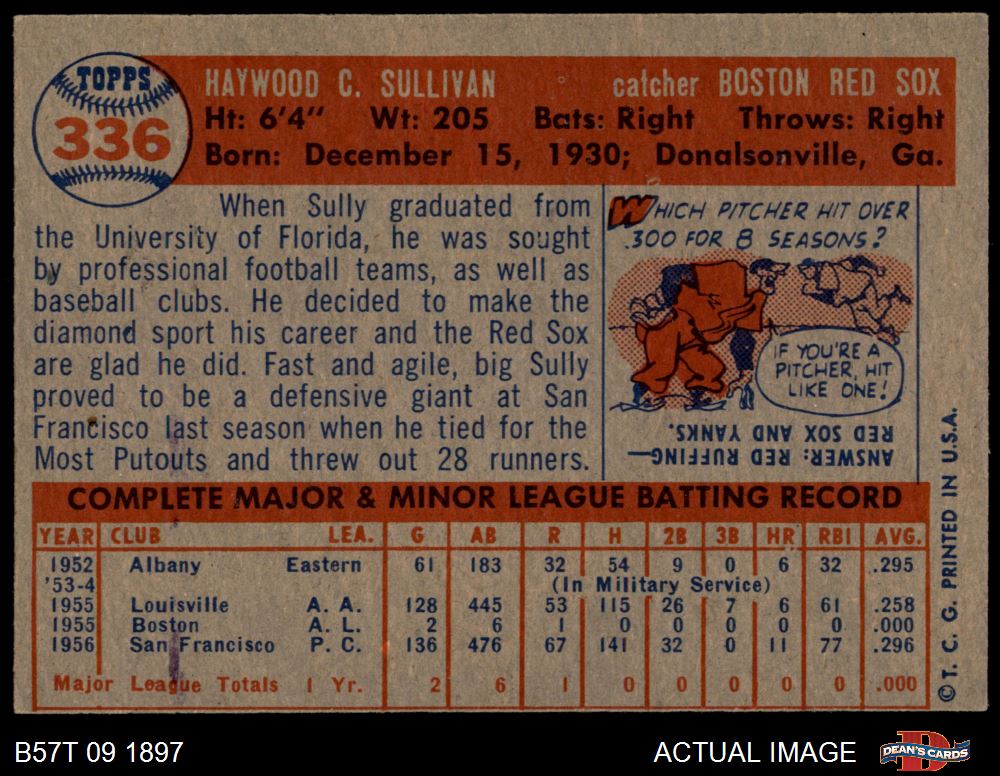 TOPPS
336
HAYWOOD C. SULLIVAN catcher BOSTON RED SOX
Ht: 6'4" Wt: 205 Bats: Right Throws: Right
Born: December 15, 1930; Donalsonville, Ga.
When Sully graduated from
the University of Florida, he was sought
by professional football teams, as well as
baseball clubs. He decided to make the
diamond sport his career and the Red Sox
are glad he did. Fast and agile, big Sully
proved to be a defensive giant at San
Francisco last season when he tied for the
Most Putouts and threw out 28 runners.
WHICH PITCHER HIT OVER
.300 FOR 8 SEASONS?
IF YOU'RE A
PITCHER, HIT
LIKE ONE!
ANSWER: RED RUFFING—
RED SOX AND YANKS.
COMPLETE MAJOR & MINOR LEAGUE BATTING RECORD
YEAR CLUB LEA. G AB R H 2B 3B HR RBI AVG.
1952 Albany Eastern 61 183 32 54 9 0 6 32 .295
'53-4 (In Military Service)
1955 Louisville A. A. 128 445 53 115 26 7 6 61 .258
1955 Boston A. L. 2 6 1 0 0 0 0 0 .000
1956 San Francisco P. C. 136 476 67 141 32 0 11 77 .296
Major League Totals 1 Yr. 2 6 1 0 0 0 0 0 .000
© T. C. G. PRINTED IN U.S.A.
B57T 09 1897 ACTUAL IMAGE
DEAN'S CARDS